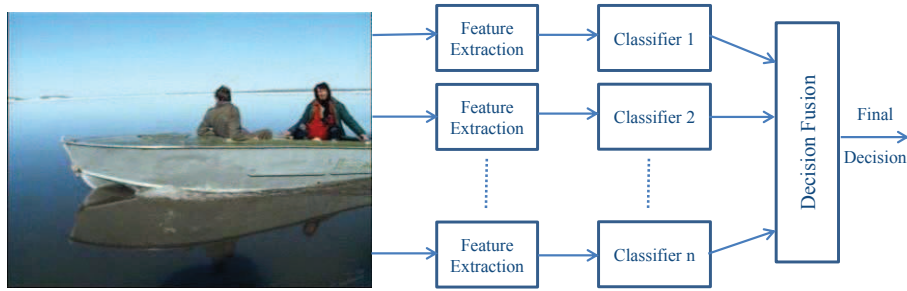 Feature
Extraction
Classifier 1
Feature
Extraction
Classifier 2
Feature
Extraction
Classifier n
Decision Fusion
Final
Decision